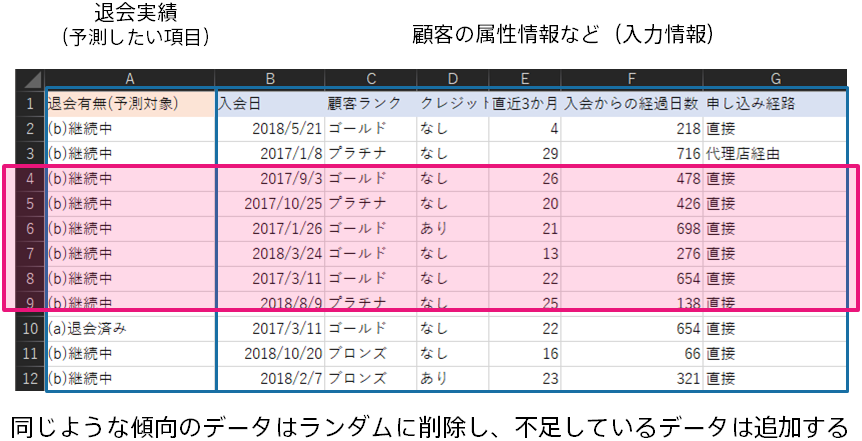 退会実績
（予測したい項目）
顧客の属性情報など（入力情報）
A B C D E F G
1 退会有無(予測対象) 入会日 顧客ランク クレジット 直近3か月 入会からの経過日数 申し込み経路
2 (b)継続中 2018/5/21 ゴールド なし 4 218 直接
3 (b)継続中 2017/1/8 プラチナ なし 29 716 代理店経由
4 (b)継続中 2017/9/3 ゴールド なし 26 478 直接
5 (b)継続中 2017/10/25 プラチナ なし 20 426 直接
6 (b)継続中 2017/1/26 ゴールド あり 21 698 直接
7 (b)継続中 2018/3/24 ゴールド なし 13 276 直接
8 (b)継続中 2017/3/11 ゴールド なし 22 654 直接
9 (b)継続中 2018/8/9 プラチナ なし 25 138 直接
10 (a)退会済み 2017/3/11 ゴールド なし 22 654 直接
11 (b)継続中 2018/10/20 ブロンズ なし 16 66 直接
12 (b)継続中 2018/2/7 ブロンズ あり 23 321 直接
同じような傾向のデータはランダムに削除し、不足しているデータは追加する